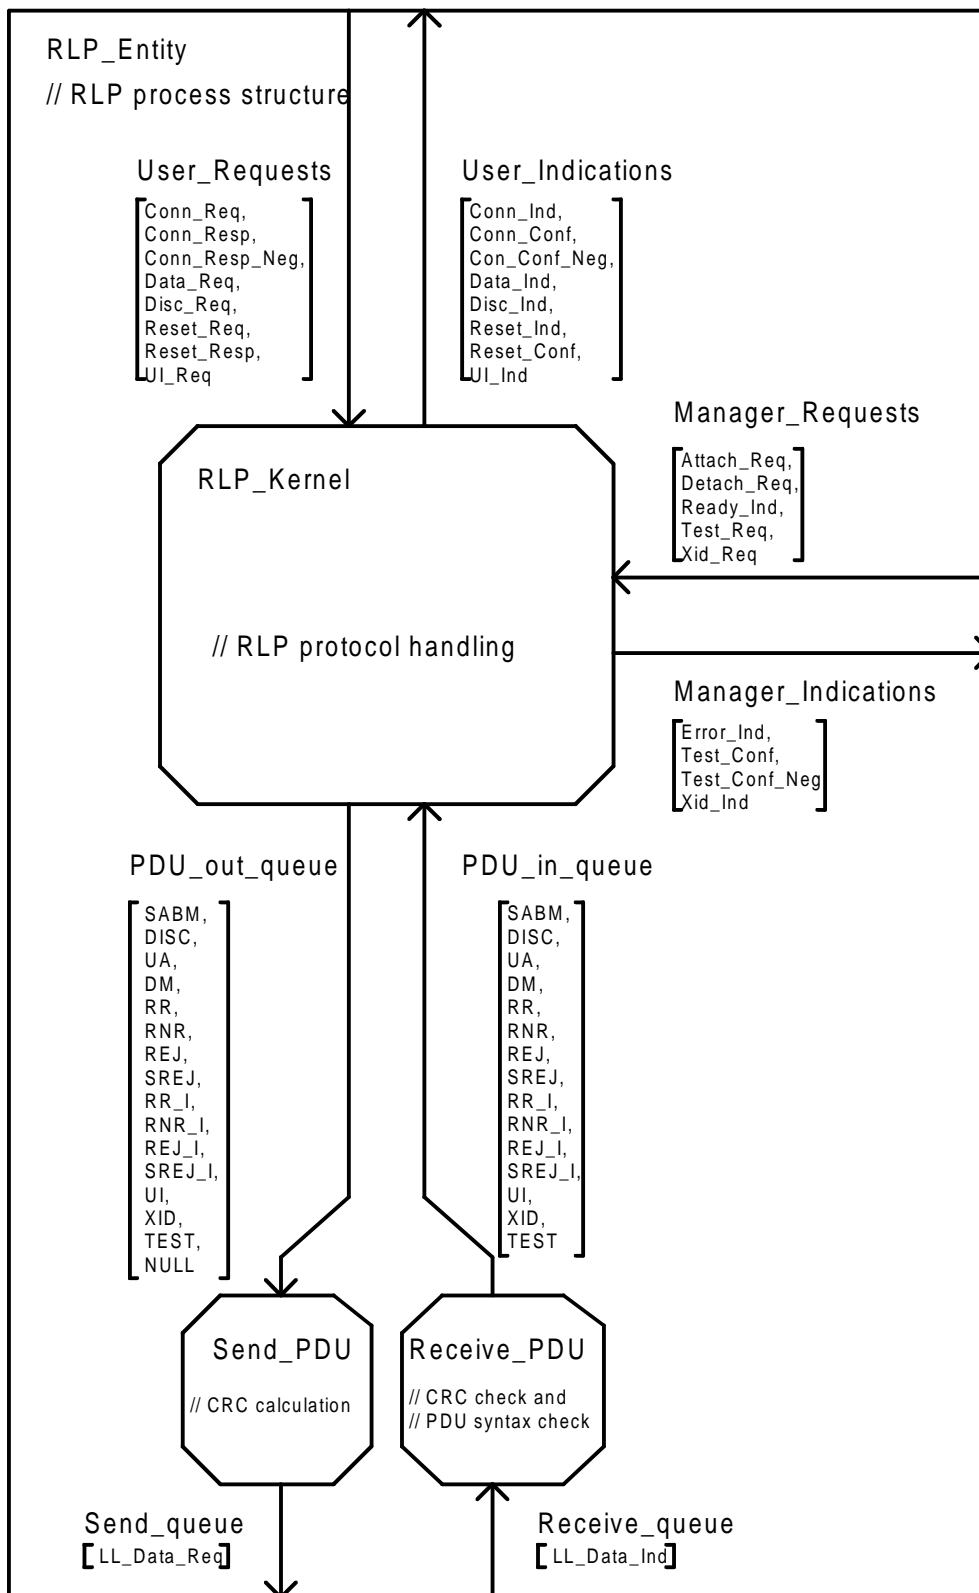 RLP_Entity
// RLP process structure
User_Requests
Conn_Req,
Conn_Resp,
Conn_Resp_Neg,
Data_Req,
Disc_Req,
Reset_Req,
Reset_Resp,
UI_Req
User_Indications
Conn_Ind,
Conn_Conf,
Con_Conf_Neg,
Data_Ind,
Disc_Ind,
Reset_Ind,
Reset_Conf,
UI_Ind
Manager_Requests
Attach_Req,
Detach_Req,
Ready_Ind,
Test_Req,
Xid_Req
RLP_Kernel
// RLP protocol handling
Manager_Indications
Error_Ind,
Test_Conf,
Test_Conf_Neg
Xid_Ind
PDU_out_queue
SABM,
DISC,
UA,
DM,
RR,
RNR,
REJ,
SREJ,
RR_I,
RNR_I,
REJ_I,
SREJ_I,
UI,
XID,
TEST,
NULL
PDU_in_queue
SABM,
DISC,
UA,
DM,
RR,
RNR,
REJ,
SREJ,
RR_I,
RNR_I,
REJ_I,
SREJ_I,
UI,
XID,
TEST
Send_PDU
// CRC calculation
Receive_PDU
// CRC check and
// PDU syntax check
Send_queue
[LL_Data_Req]
Receive_queue
[LL_Data_Ind]